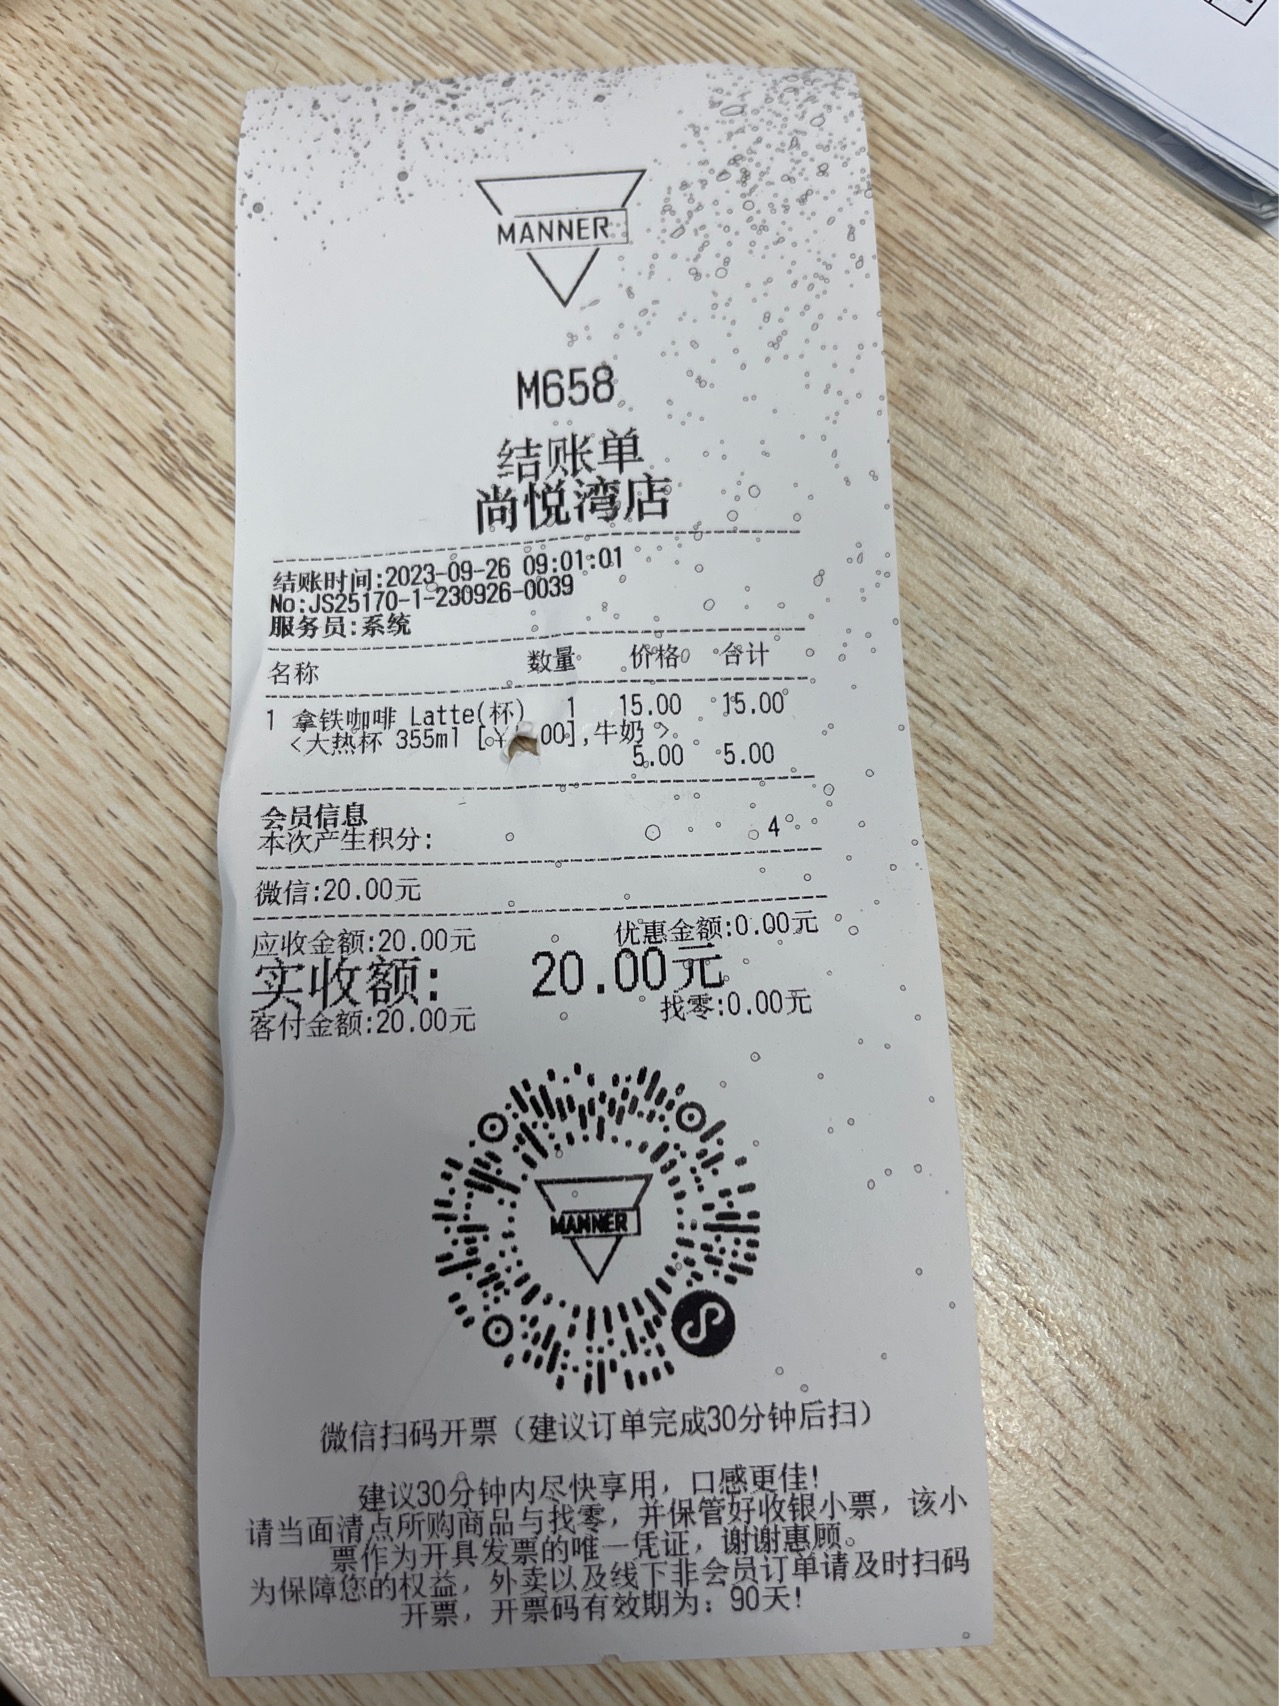 MANNER
M658
结账单
尚悦湾店
结账时间:2023-09-26 09:01:01
No:JS25170-1-230926-0039
服务员:系统
名称 数量 价格 合计
1 拿铁咖啡 Latte(杯) 1 15.00 15.00
<大热杯 355ml [¥ .00],牛奶 >
5.00 5.00
会员信息
本次产生积分: 4
微信:20.00元
应收金额:20.00元 优惠金额:0.00元
实收额: 20.00元
客付金额:20.00元 找零:0.00元
MANNER
微信扫码开票（建议订单完成30分钟后扫）
建议30分钟内尽快享用，口感更佳!
请当面清点所购商品与找零，并保管好收银小票，该小
票作为开具发票的唯一凭证，谢谢惠顾。
为保障您的权益，外卖以及线下非会员订单请及时扫码
开票，开票码有效期为：90天!